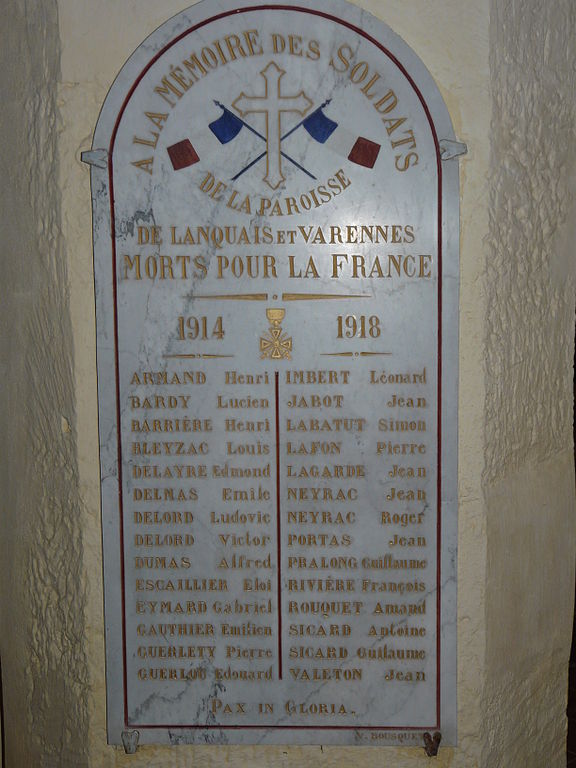 A LA MÉMOIRE DES SOLDATS
DE LA PAROISSE
DE LANQUAIS ET VARENNES
MORTS POUR LA FRANCE
1914 1918
ARMAND Henri
BARDY Lucien
BARRIÈRE Henri
BLEYZAC Louis
DELAYRE Edmond
DELMAS Emile
DELORD Ludovic
DELORD Victor
DUMAS Alfred
ESCAILLIER Eloi
EYMARD Gabriel
GAUTHIER Emilien
GUERLETY Pierre
GUERLOU Edouard
IMBERT Léonard
JABOT Jean
LABATUT Simon
LAFON Pierre
LAGARDE Jean
NEYRAC Jean
NEYRAC Roger
PORTAS Jean
PRALONG Guillaume
RIVIÈRE François
ROUQUET Amand
SICARD Antoine
SICARD Guillaume
VALETON Jean
PAX IN GLORIA.
V. BOUSQUET